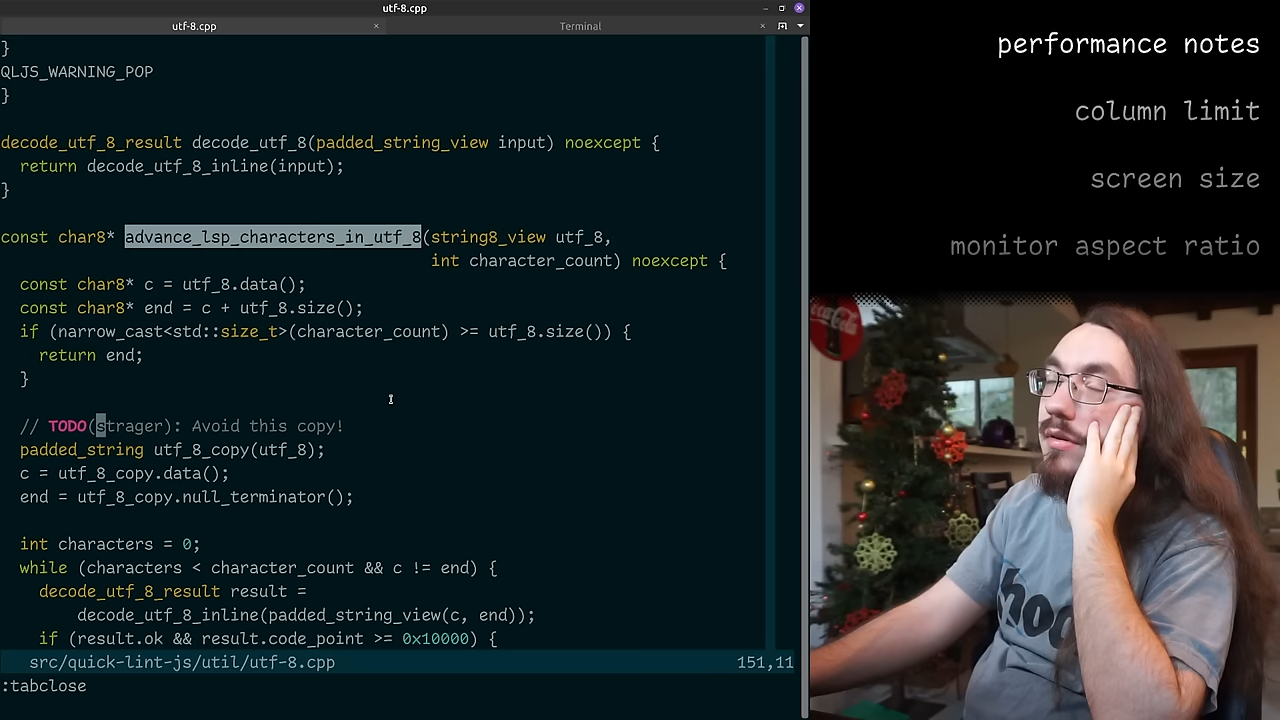 utf-8.cpp
utf-8.cpp
Terminal
}
QLJS_WARNING_POP
}
decode_utf_8_result decode_utf_8(padded_string_view input) noexcept {
  return decode_utf_8_inline(input);
}
const char8* advance_lsp_characters_in_utf_8(string8_view utf_8,
                                             int character_count) noexcept {
  const char8* c = utf_8.data();
  const char8* end = c + utf_8.size();
  if (narrow_cast<std::size_t>(character_count) >= utf_8.size()) {
    return end;
  }
  // TODO(strager): Avoid this copy!
  padded_string utf_8_copy(utf_8);
  c = utf_8_copy.data();
  end = utf_8_copy.null_terminator();
  int characters = 0;
  while (characters < character_count && c != end) {
    decode_utf_8_result result =
        decode_utf_8_inline(padded_string_view(c, end));
    if (result.ok && result.code_point >= 0x10000) {
src/quick-lint-js/util/utf-8.cpp 151,11
:tabclose
performance notes
column limit
screen size
monitor aspect ratio
Coca-Cola